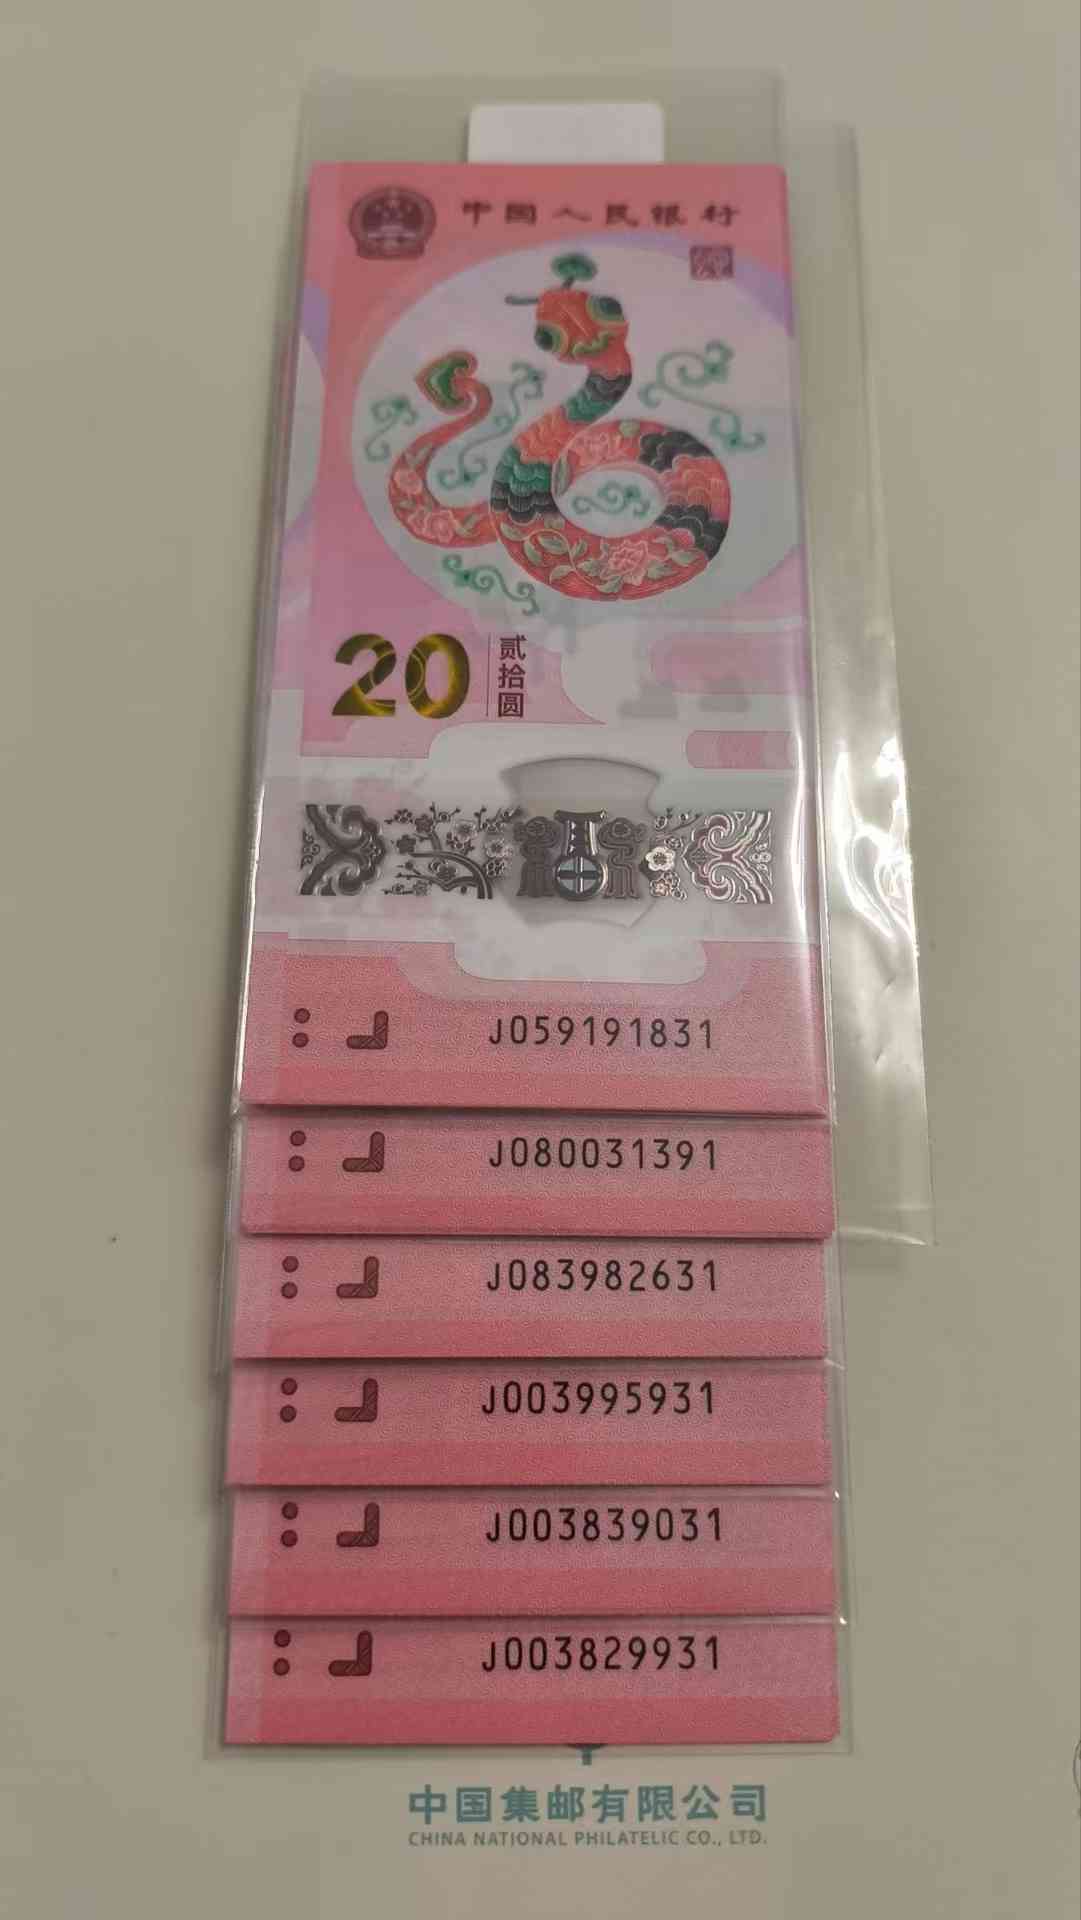 中国人民银行
20 贰拾圆
J059191831
J080031391
J083982631
J003995931
J003839031
J003829931
中国集邮有限公司
CHINA NATIONAL PHILATELIC CO., LTD.